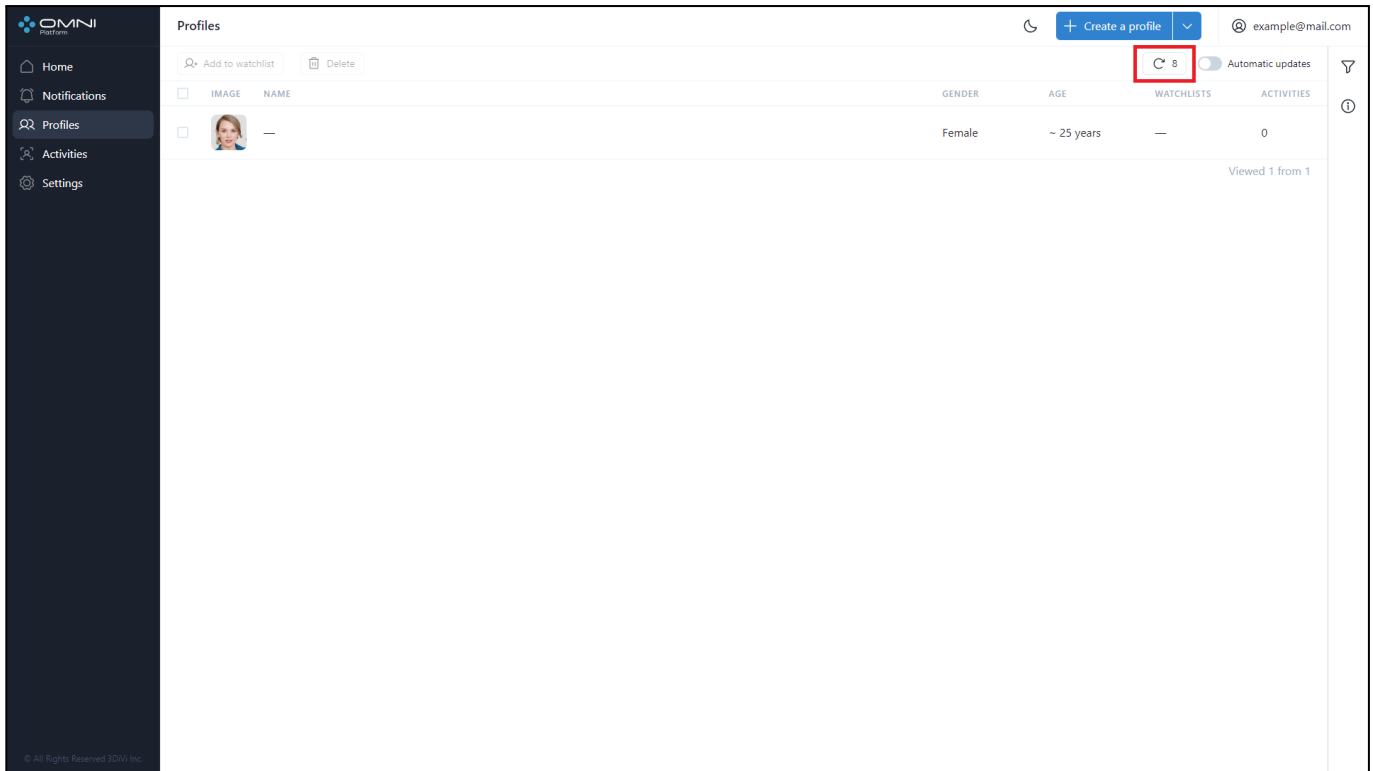 OMNI
Platform
Profiles
Create a profile
example@mail.com
Home
Notifications
Profiles
Activities
Settings
Add to watchlist
Delete
8
Automatic updates
IMAGE NAME GENDER AGE WATCHLISTS ACTIVITIES
— Female ~ 25 years — 0
Viewed 1 from 1
© All Rights Reserved 3DiVi Inc.